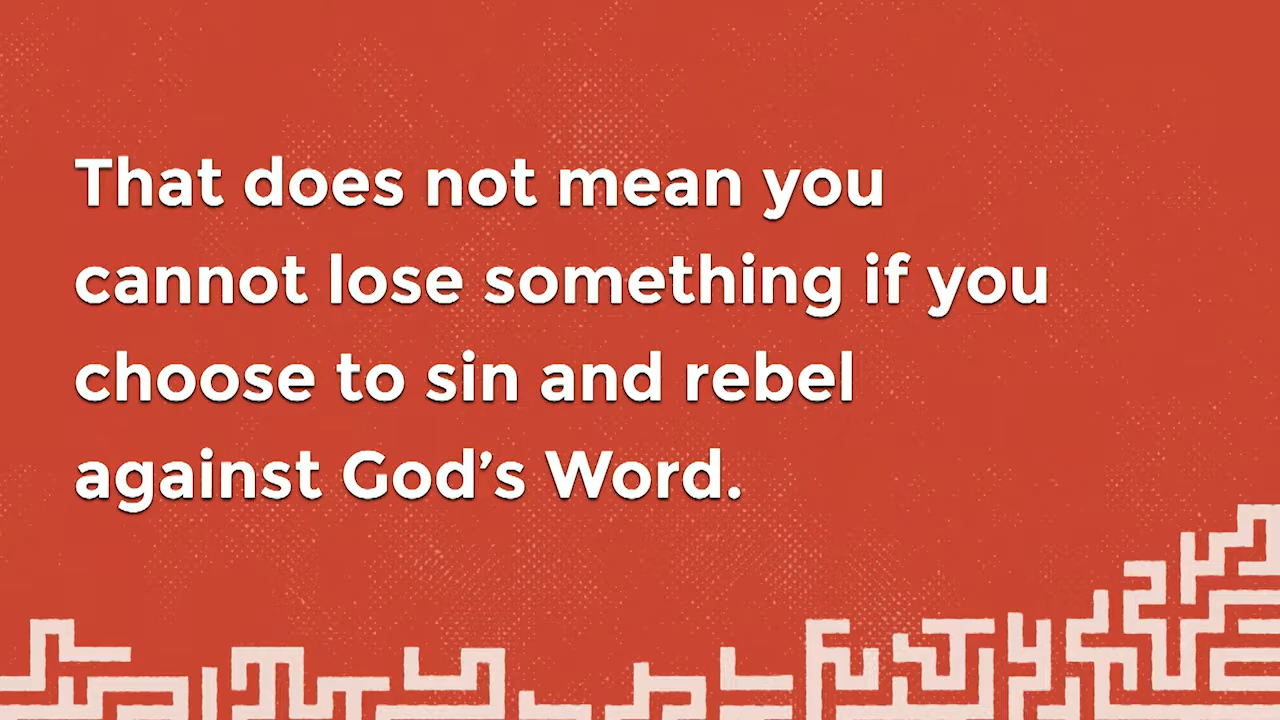 That does not mean you
cannot lose something if you
choose to sin and rebel
against God’s Word.